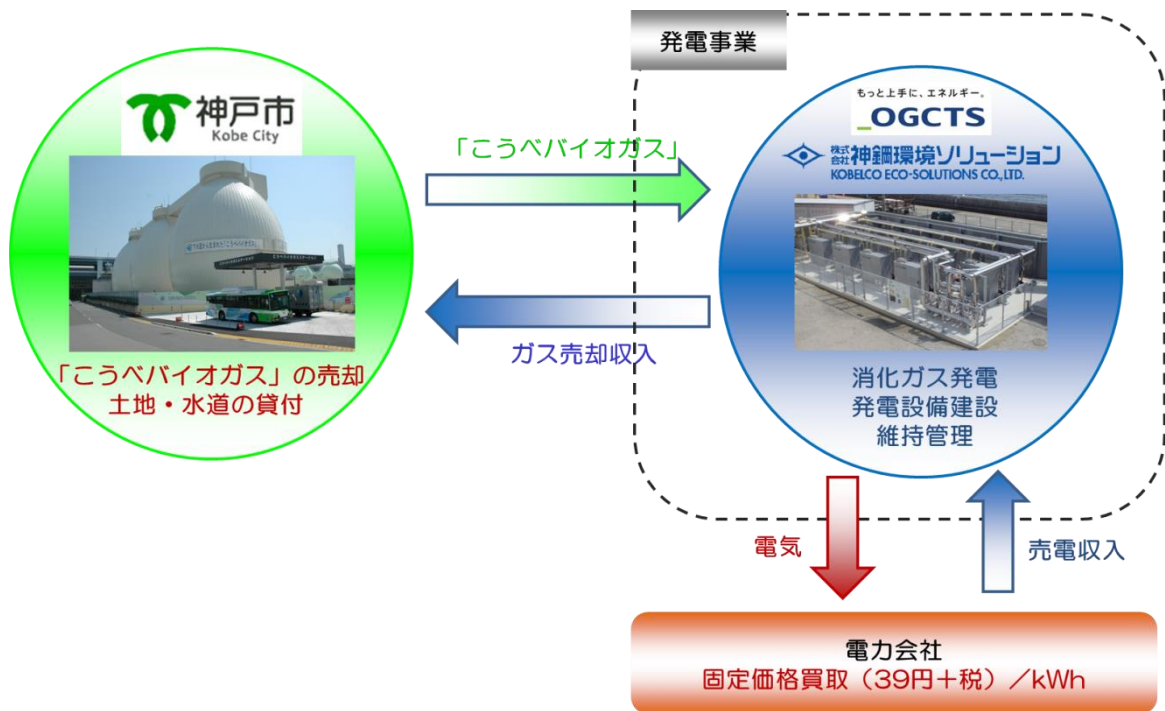 発電事業
神戸市
Kobe City
「こうべバイオガス」の売却
土地・水道の貸付
「こうべバイオガス」
ガス売却収入
もっと上手に、エネルギー。
_OGCTS
株式会社神鋼環境ソリューション
KOBELCO ECO-SOLUTIONS CO.,LTD.
消化ガス発電
発電設備建設
維持管理
電気
売電収入
電力会社
固定価格買取（39円＋税）／kWh